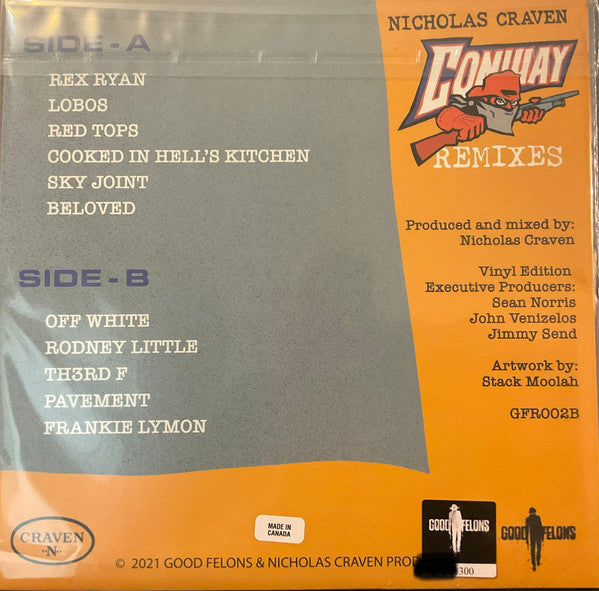 SIDE - A
REX RYAN
LOBOS
RED TOPS
COOKED IN HELL'S KITCHEN
SKY JOINT
BELOVED
SIDE - B
OFF WHITE
RODNEY LITTLE
TH3RD F
PAVEMENT
FRANKIE LYMON
NICHOLAS CRAVEN
CONWAY
REMIXES
Produced and mixed by:
Nicholas Craven
Vinyl Edition
Executive Producers:
Sean Norris
John Venizelos
Jimmy Send
Artwork by:
Stack Moolah
GFR002B
CRAVEN
-N-
MADE IN
CANADA
GOOD FELONS
300
GOOD FELONS
© 2021 GOOD FELONS & NICHOLAS CRAVEN